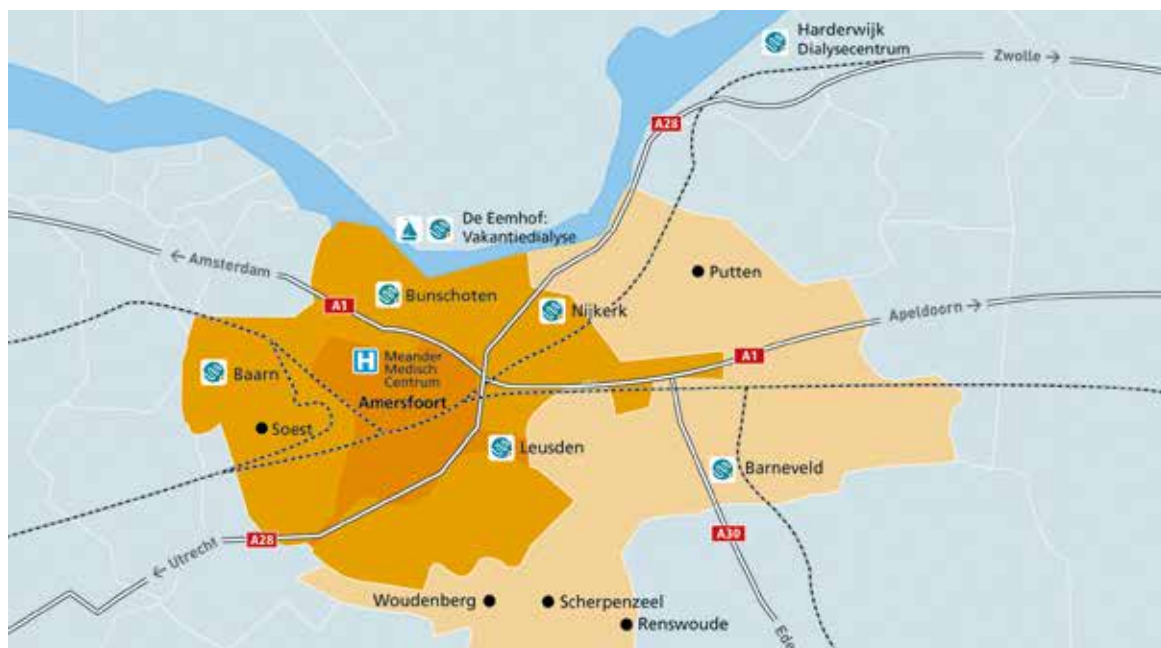 Harderwijk
Dialysecentrum
Zwolle →
A28
De Eemhof:
Vakantiedialyse
← Amsterdam
Putten
Bunschoten
A1
Nijkerk
Apeldoorn →
H
Meander
Medisch
Centrum
A1
Baarn
Amersfoort
Soest
Leusden
Barneveld
A28
A30
← Utrecht
Woudenberg
Scherpenzeel
Renswoude
Ede